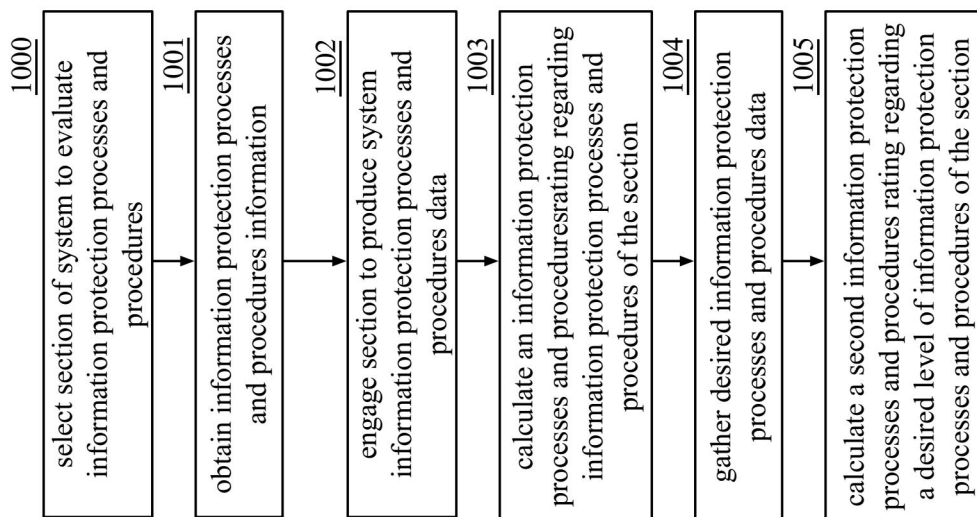 1000
select section of system to evaluate
information protection processes and
procedures
1001
obtain information protection processes
and procedures information
1002
engage section to produce system
information protection processes and
procedures data
1003
calculate an information protection
processes and proceduresrating regarding
information protection processes and
procedures of the section
1004
gather desired information protection
processes and procedures data
1005
calculate a second information protection
processes and procedures rating regarding
a desired level of information protection
processes and procedures of the section